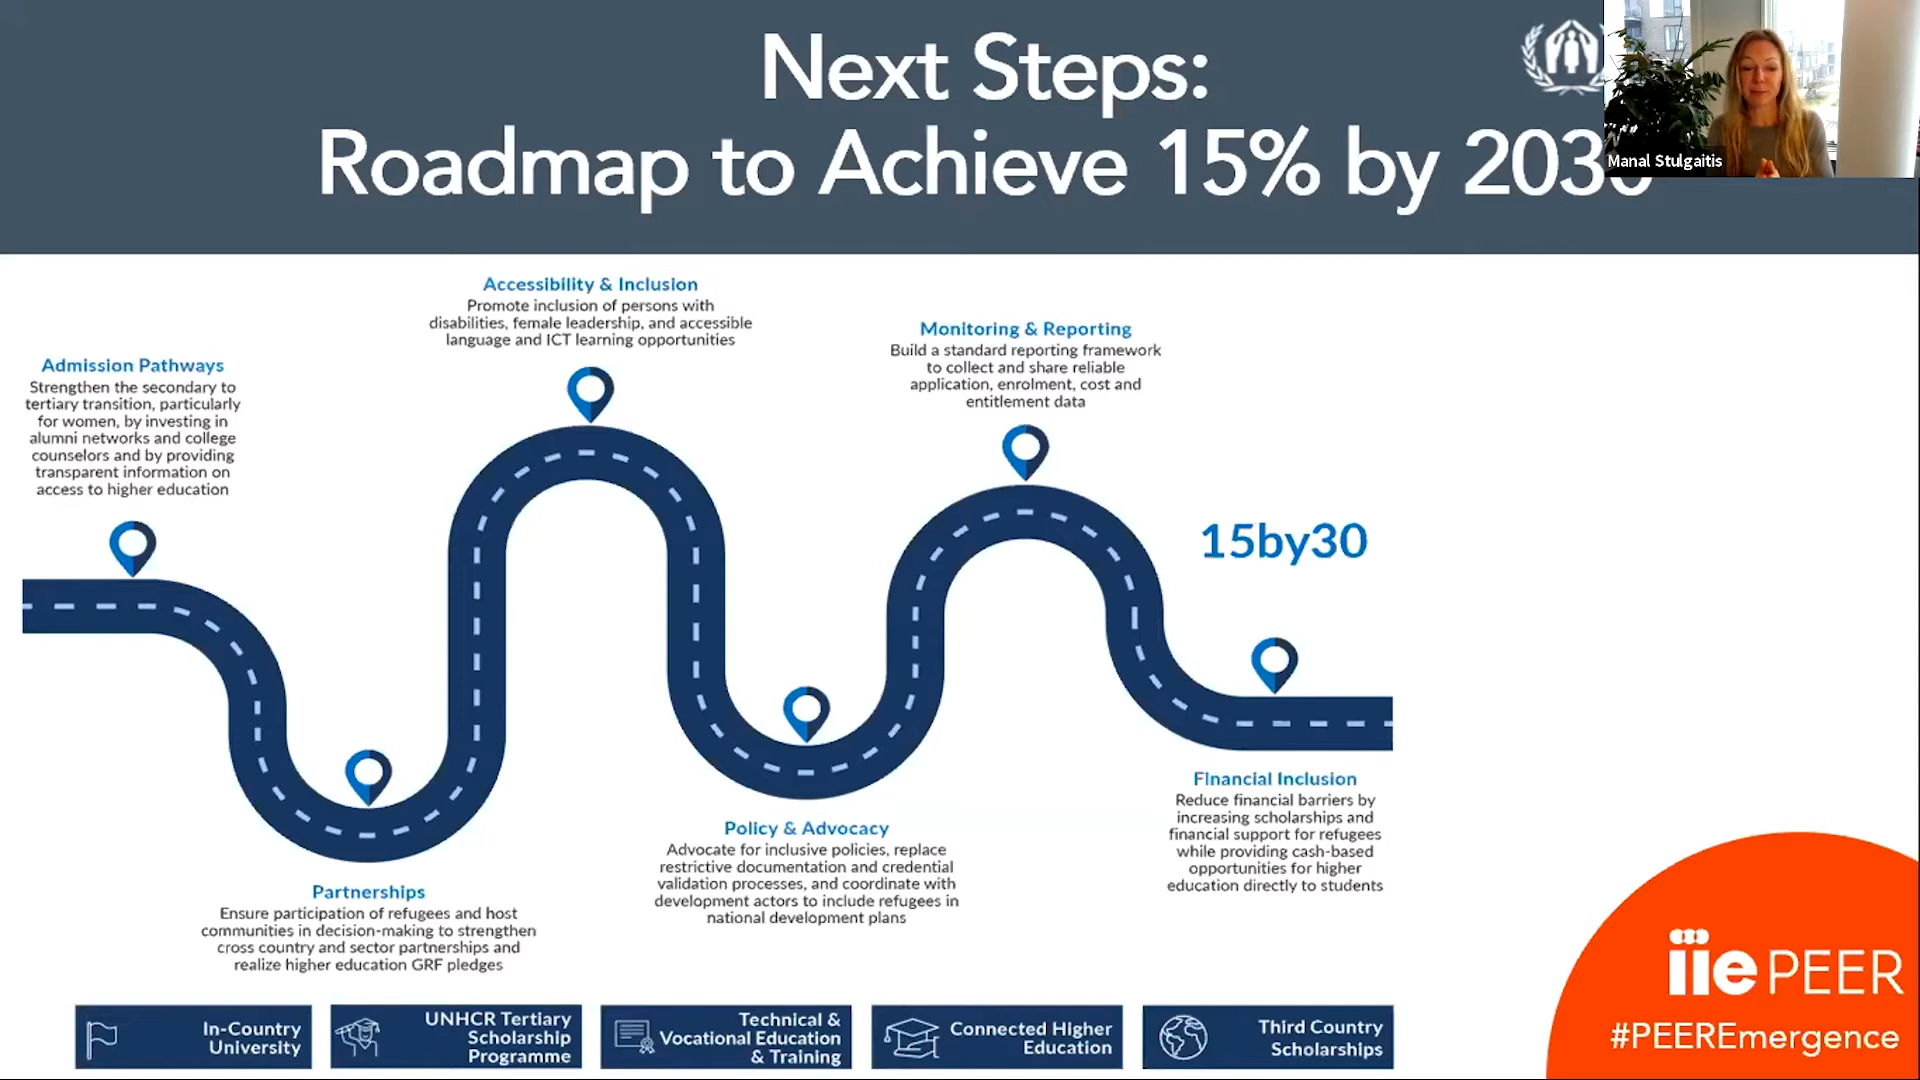 Next Steps:
Roadmap to Achieve 15% by 2030
Manal Stulgaitis
Admission Pathways
Strengthen the secondary to
tertiary transition, particularly
for women, by investing in
alumni networks and college
counselors and by providing
transparent information on
access to higher education
Accessibility & Inclusion
Promote inclusion of persons with
disabilities, female leadership, and accessible
language and ICT learning opportunities
Monitoring & Reporting
Build a standard reporting framework
to collect and share reliable
application, enrolment, cost and
entitlement data
15by30
Partnerships
Ensure participation of refugees and host
communities in decision-making to strengthen
cross country and sector partnerships and
realize higher education GRF pledges
Policy & Advocacy
Advocate for inclusive policies, replace
restrictive documentation and credential
validation processes, and coordinate with
development actors to include refugees in
national development plans
Financial Inclusion
Reduce financial barriers by
increasing scholarships and
financial support for refugees
while providing cash-based
opportunities for higher
education directly to students
In-Country
University
UNHCR Tertiary
Scholarship
Programme
Technical &
Vocational Education
& Training
Connected Higher
Education
Third Country
Scholarships
iie PEER
#PEEREmergence